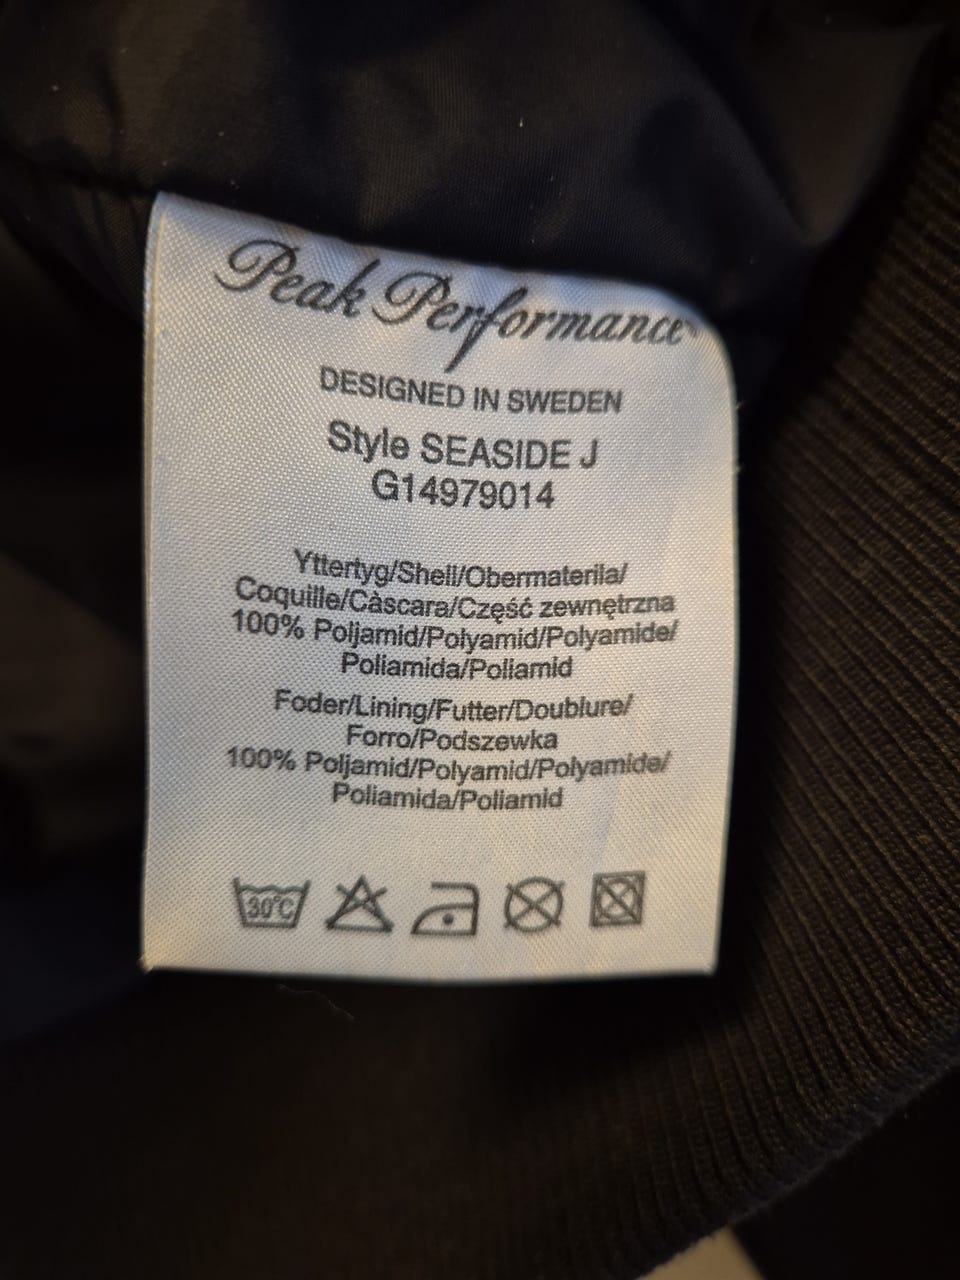 Peak Performance
DESIGNED IN SWEDEN
Style SEASIDE J
G14979014
Yttertyg/Shell/Obermaterila/
Coquille/Càscara/Część zewnętrzna
100% Poljamid/Polyamid/Polyamide/
Poliamida/Poliamid
Foder/Lining/Futter/Doublure/
Forro/Podszewka
100% Poljamid/Polyamid/Polyamide/
Poliamida/Poliamid
30°C